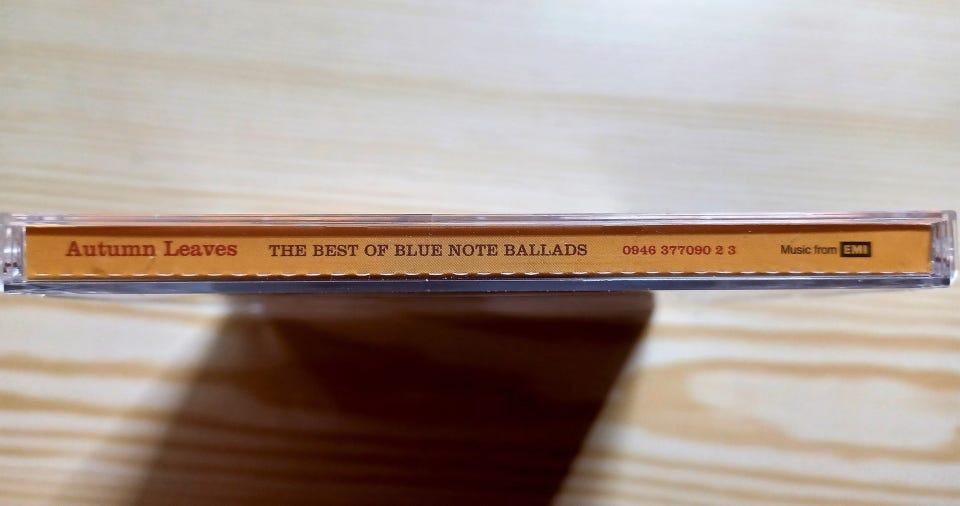 Autumn Leaves THE BEST OF BLUE NOTE BALLADS 0946 377090 2 3 Music from EMI